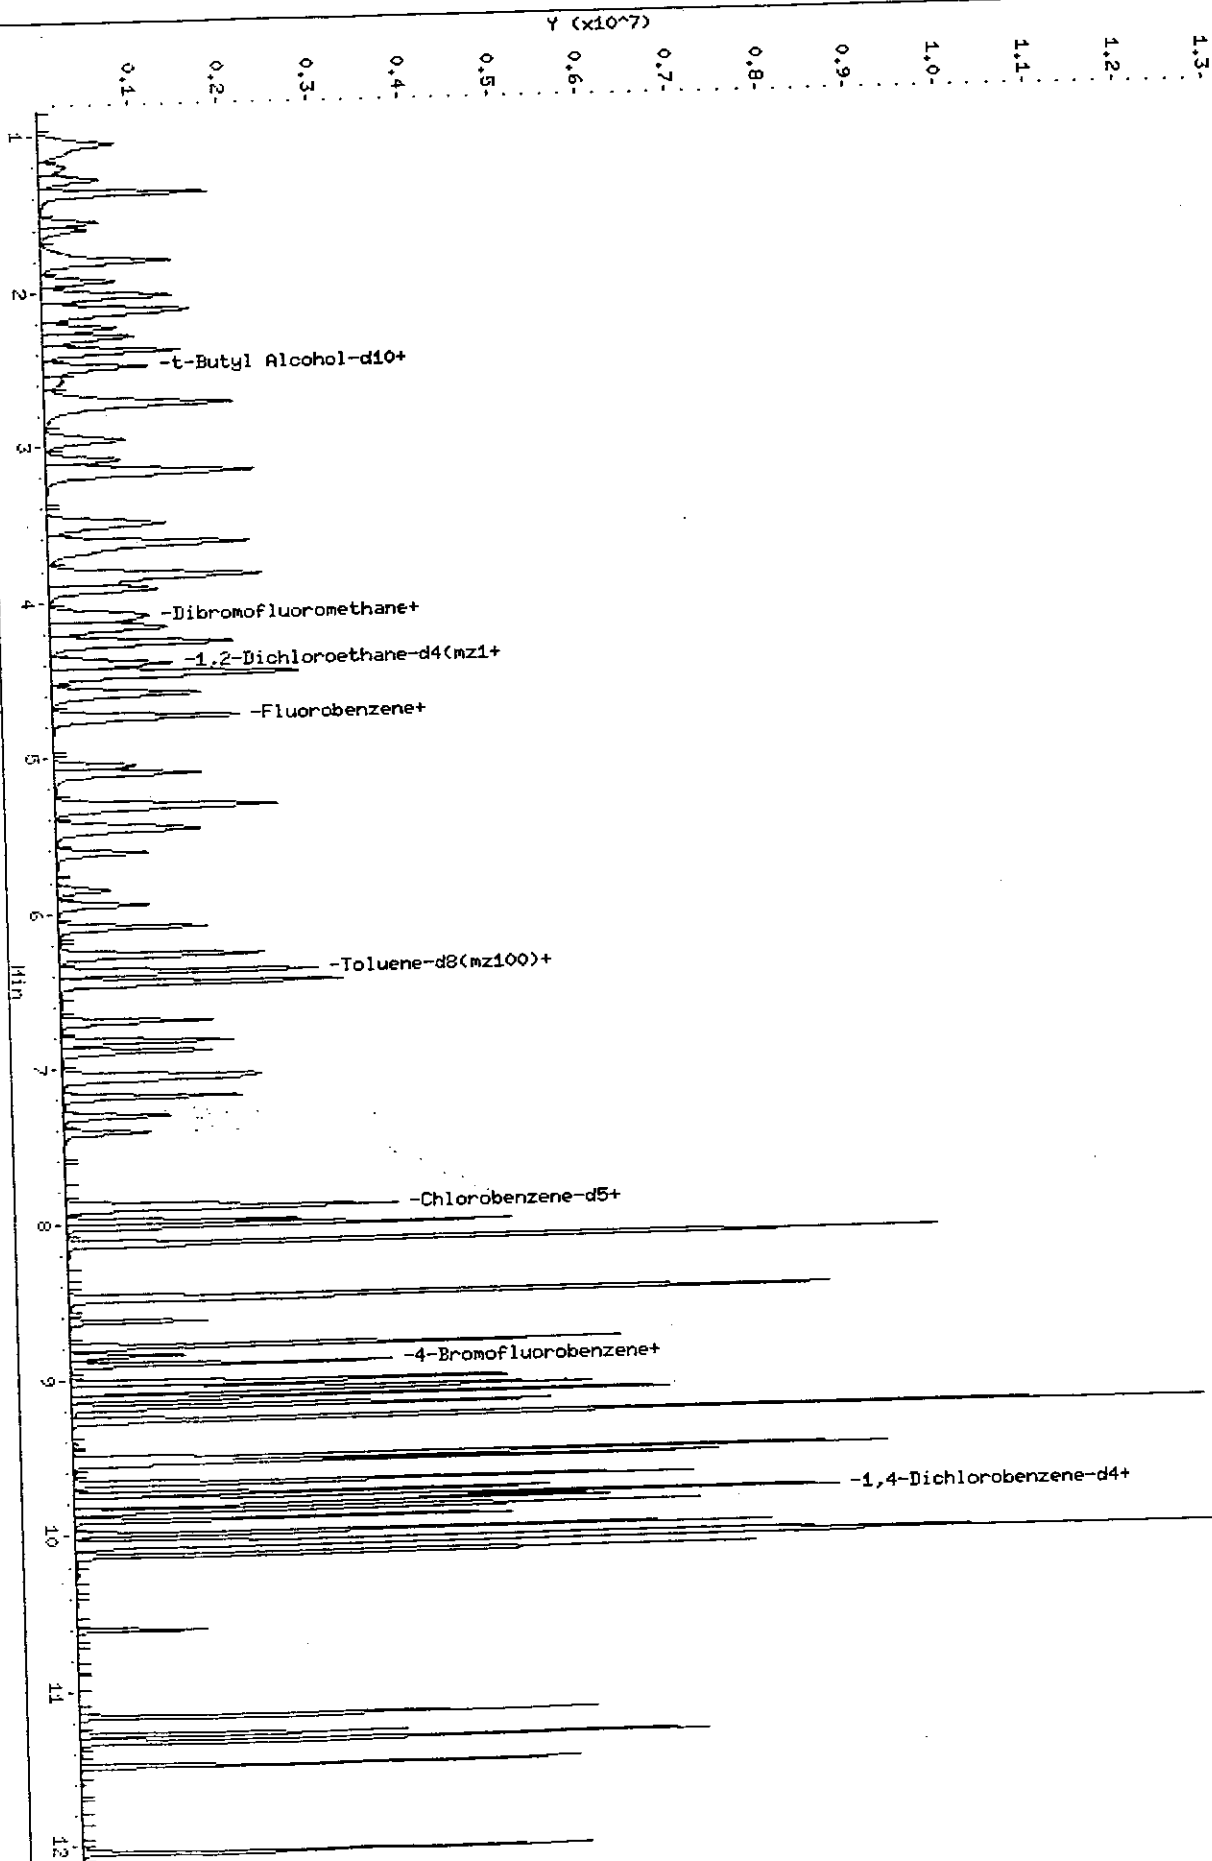 Y (x10^7)
0.1-
0.2-
0.3-
0.4-
0.5-
0.6-
0.7-
0.8-
0.9-
1.0-
1.1-
1.2-
1.3-
1
2
-t-Butyl Alcohol-d10+
3
4
-Dibromofluoromethane+
-1,2-Dichloroethane-d4(mz1+
-Fluorobenzene+
5
6
-Toluene-d8(mz100)+
Min
7
-Chlorobenzene-d5+
8
-4-Bromofluorobenzene+
9
-1,4-Dichlorobenzene-d4+
10
11
12